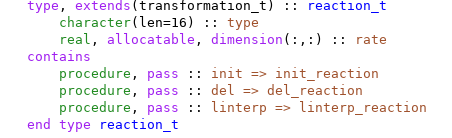 type, extends(transformation_t) :: reaction_t
character(len=16) :: type
real, allocatable, dimension(:,:) :: rate
contains
procedure, pass :: init => init_reaction
procedure, pass :: del => del_reaction
procedure, pass :: linterp => linterp_reaction
end type reaction_t